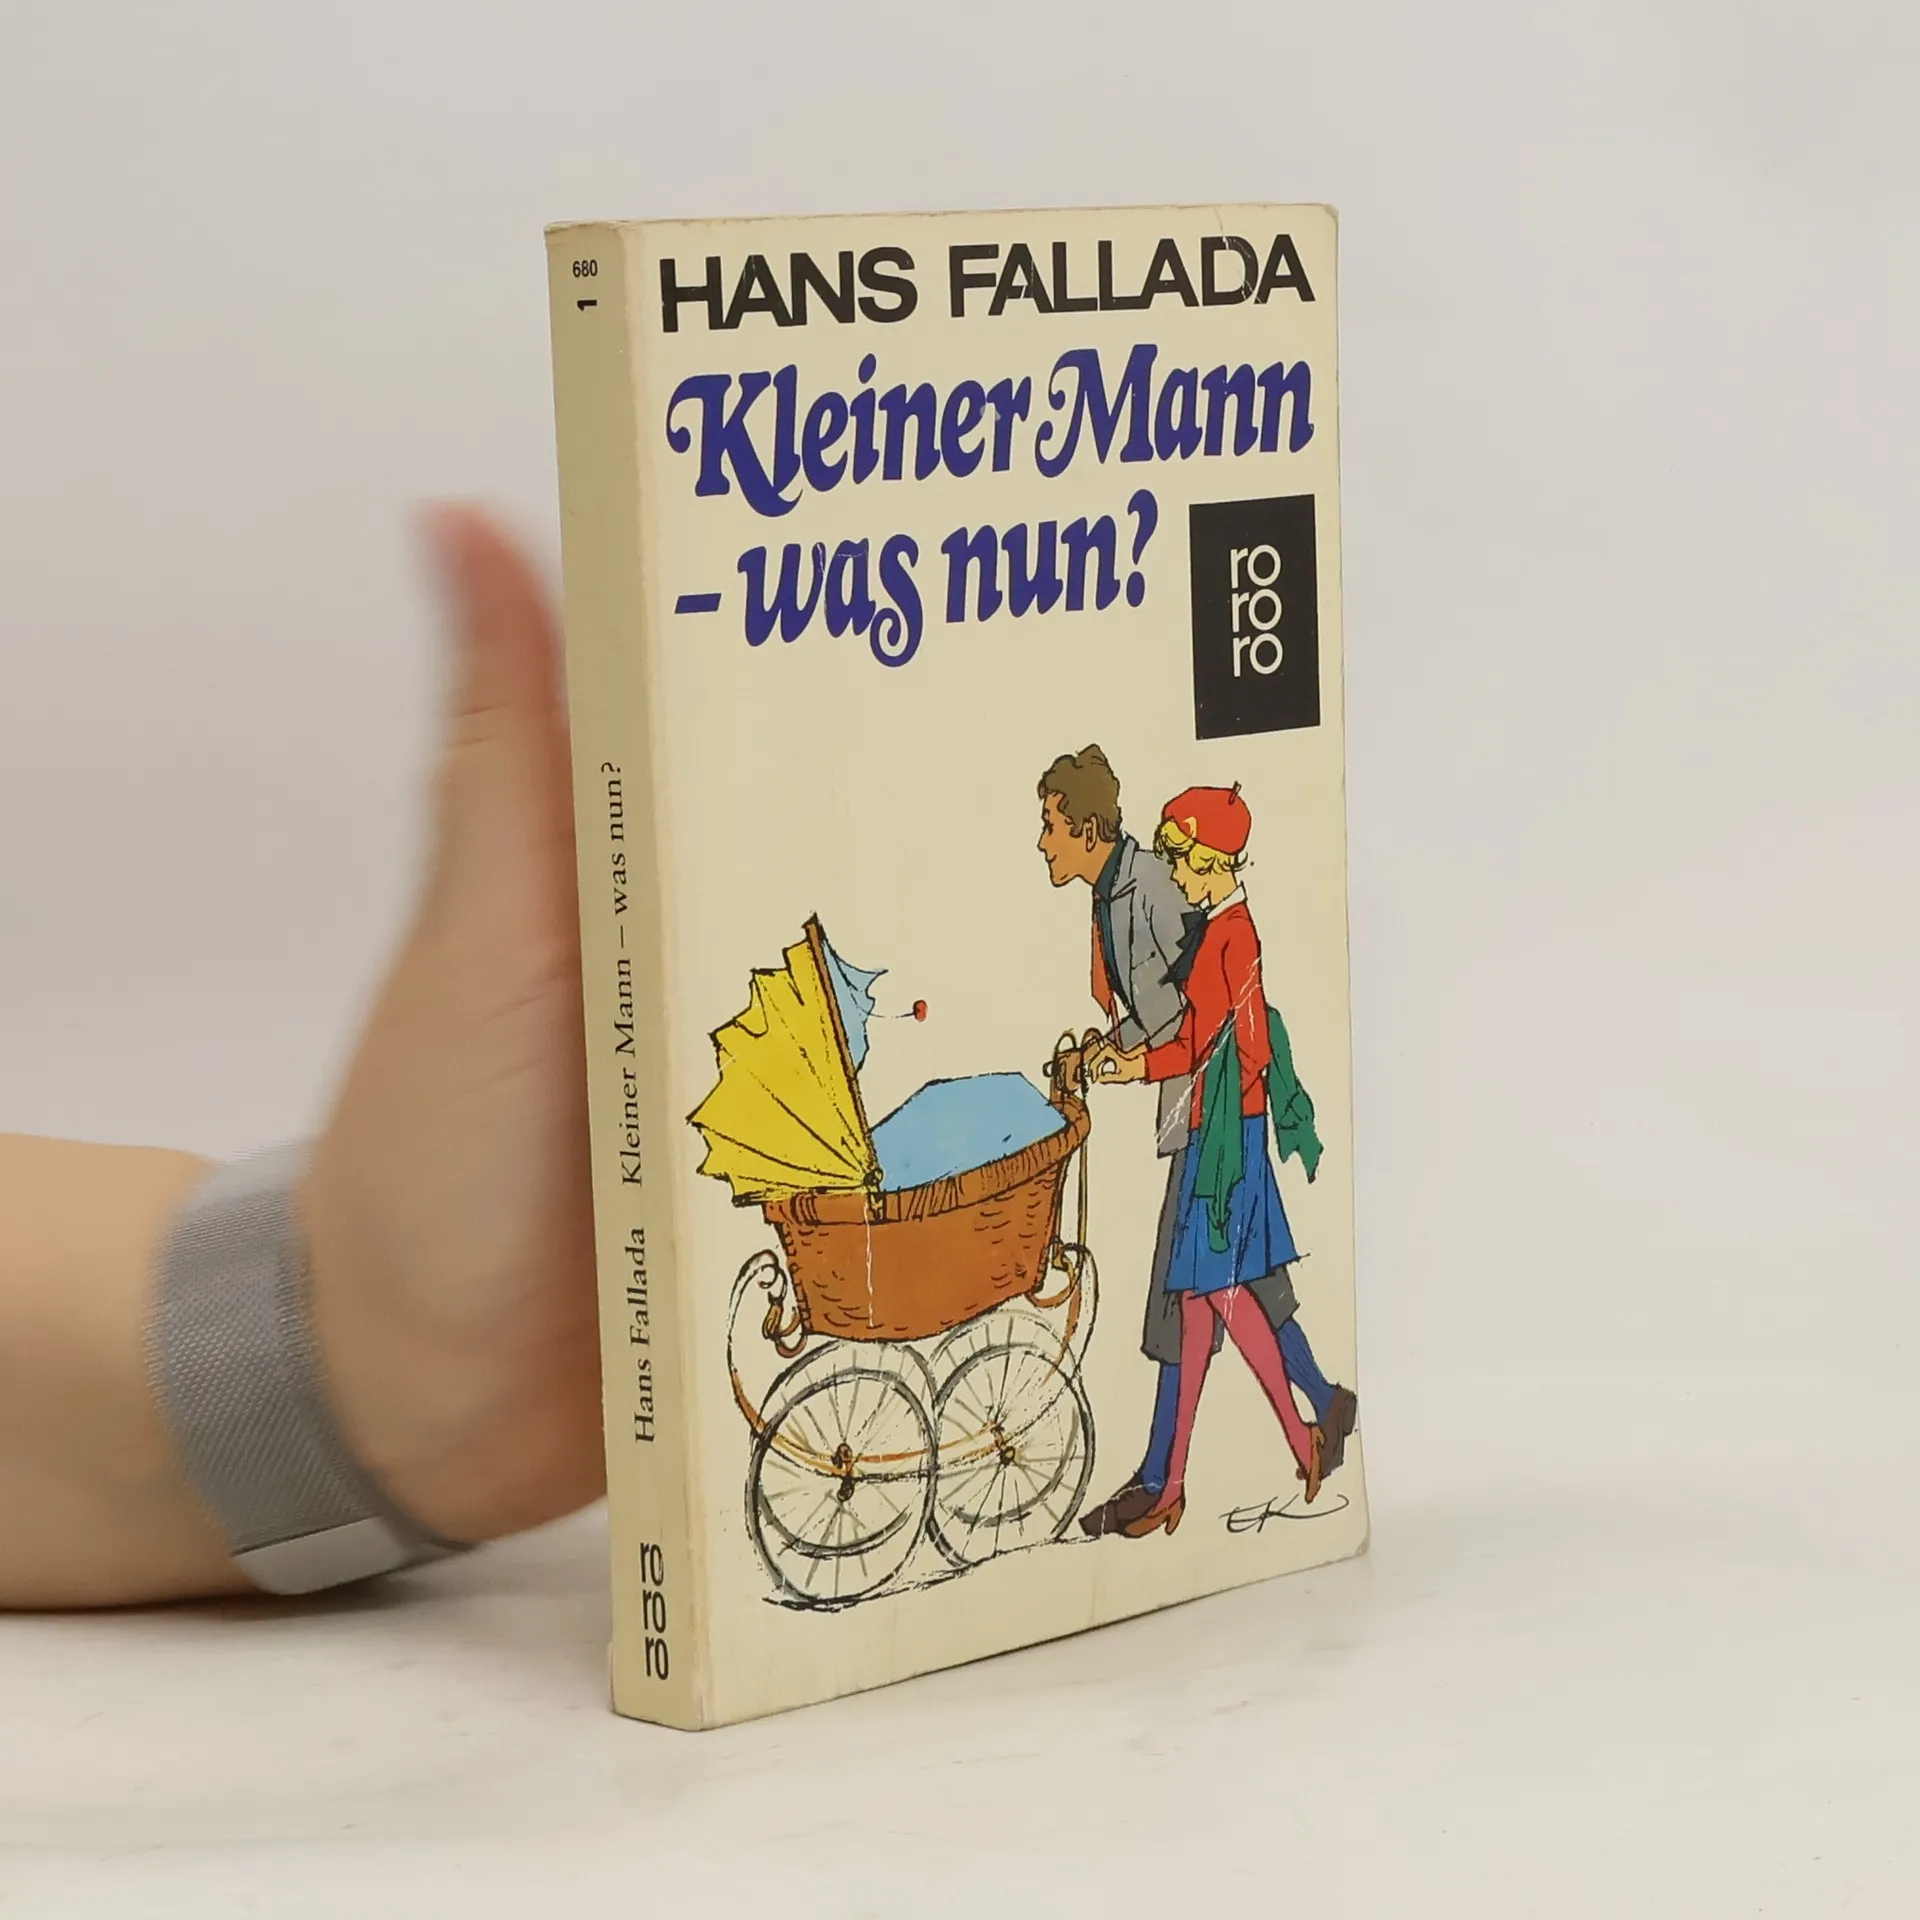 680
1
Hans Fallada Kleiner Mann – was nun?
ro
ro
ro
HANS FALLADA
Kleiner Mann
- was nun?
ro
ro
ro
EK